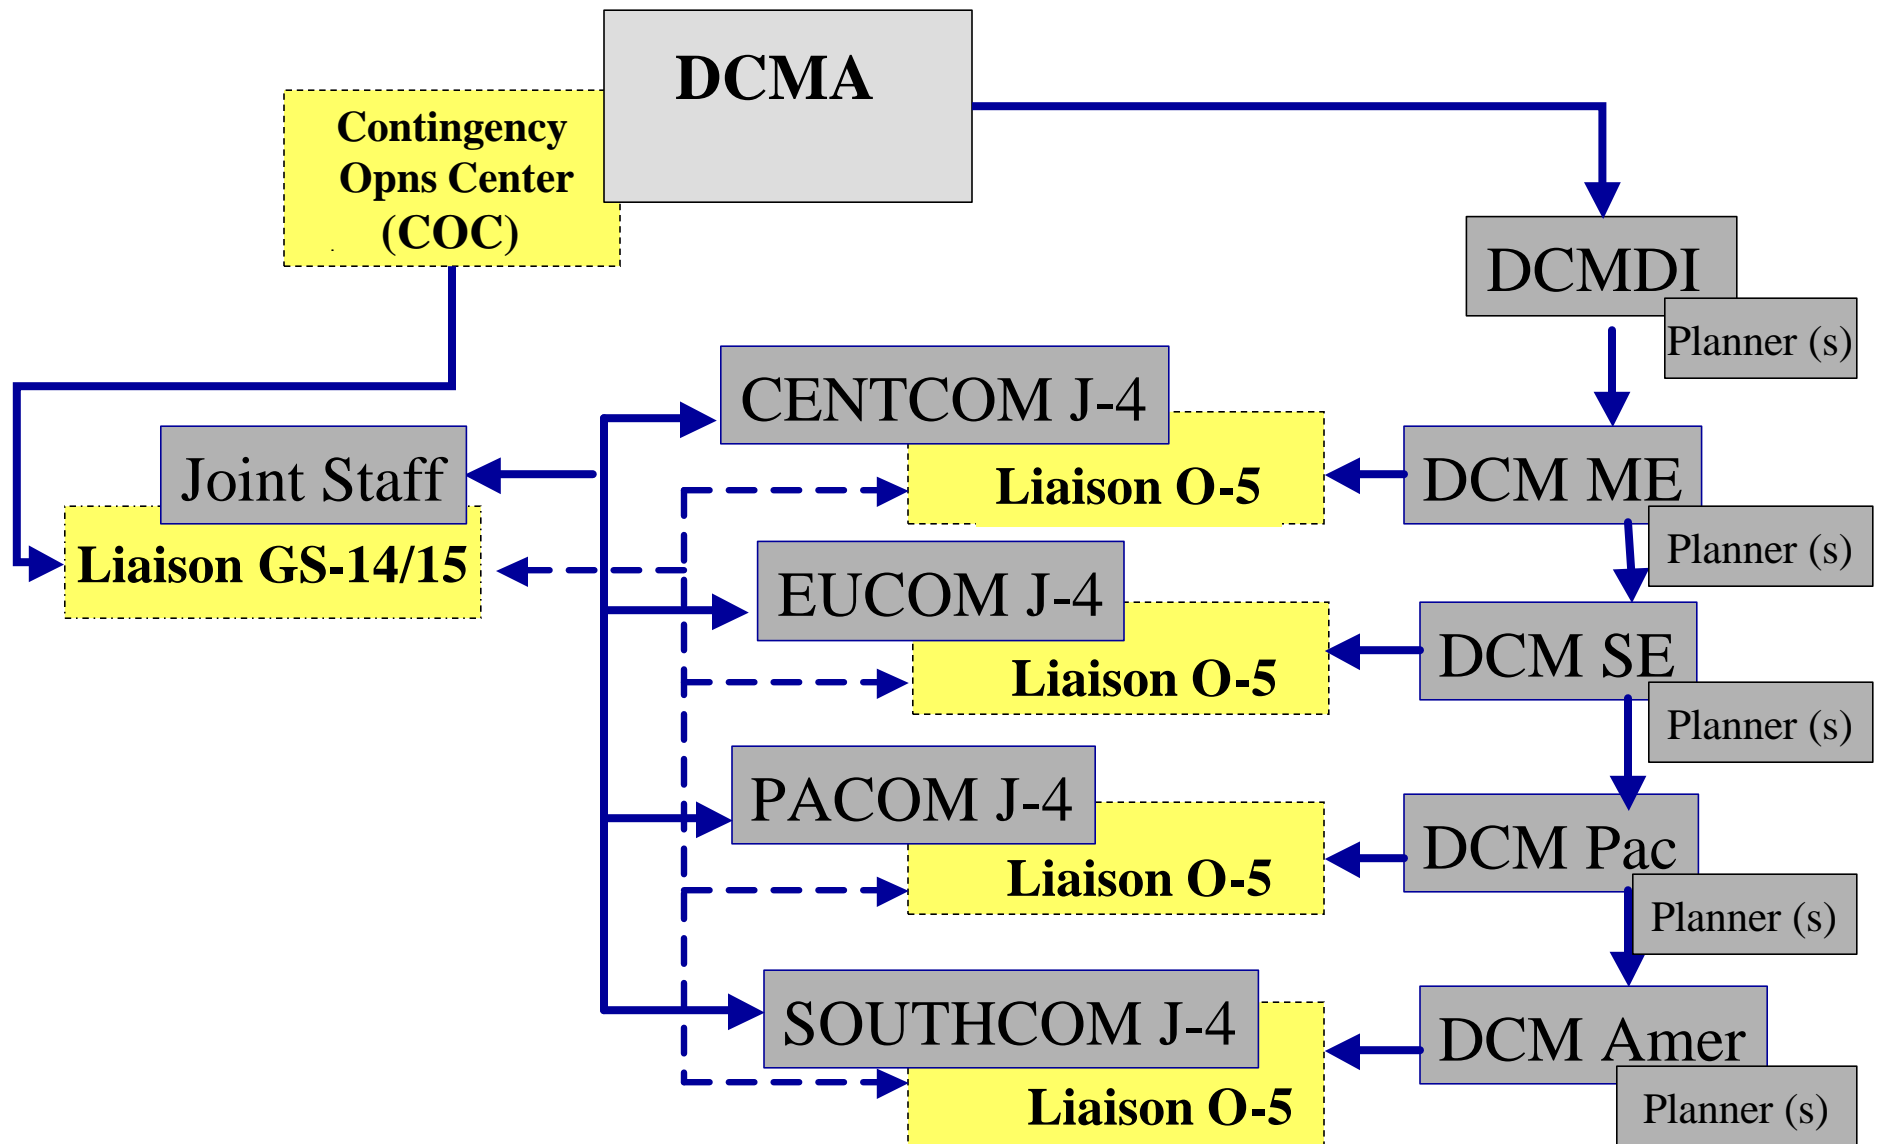 DCMA
Contingency
Opns Center
(COC)
DCMDI
Planner (s)
CENTCOM J-4
Liaison O-5
DCM ME
Planner (s)
Joint Staff
Liaison GS-14/15
EUCOM J-4
Liaison O-5
DCM SE
Planner (s)
PACOM J-4
Liaison O-5
DCM Pac
Planner (s)
SOUTHCOM J-4
Liaison O-5
DCM Amer
Planner (s)